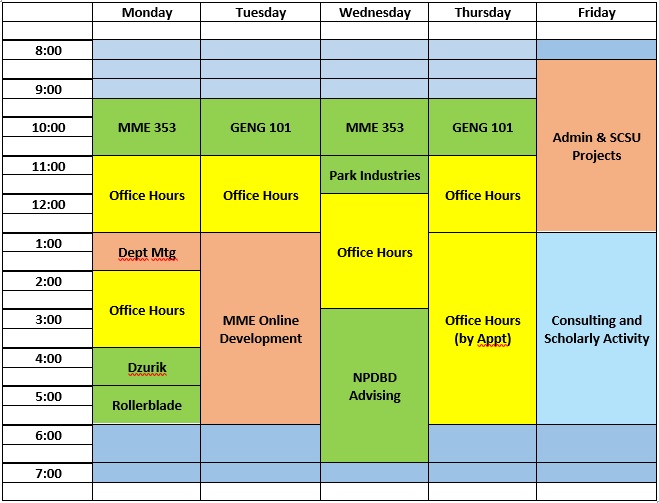 Monday Tuesday Wednesday Thursday Friday
8:00
9:00
10:00 MME 353 GENG 101 MME 353 GENG 101
Admin & SCSU
Projects
11:00
Park Industries
Office Hours Office Hours Office Hours
12:00
1:00
Dept Mtg Office Hours
2:00
Office Hours
3:00
MME Online
Development
Office Hours
(by Appt)
Consulting and
Scholarly Activity
4:00
Dzurik
NPDBD
Advising
5:00
Rollerblade
6:00
7:00